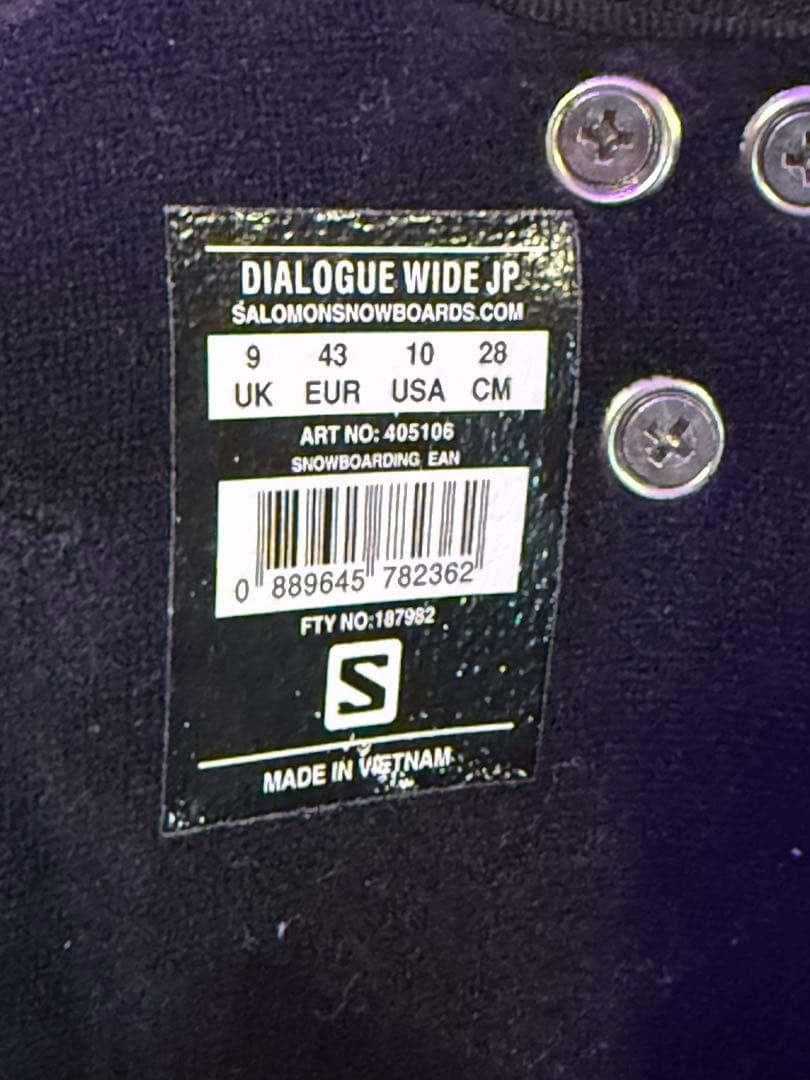 DIALOGUE WIDE JP
SALOMONSNOWBOARDS.COM
9 43 10 28
UK EUR USA CM
ART NO: 405106
SNOWBOARDING EAN
0 889645 782362
FTY NO:187982
S
MADE IN VIETNAM